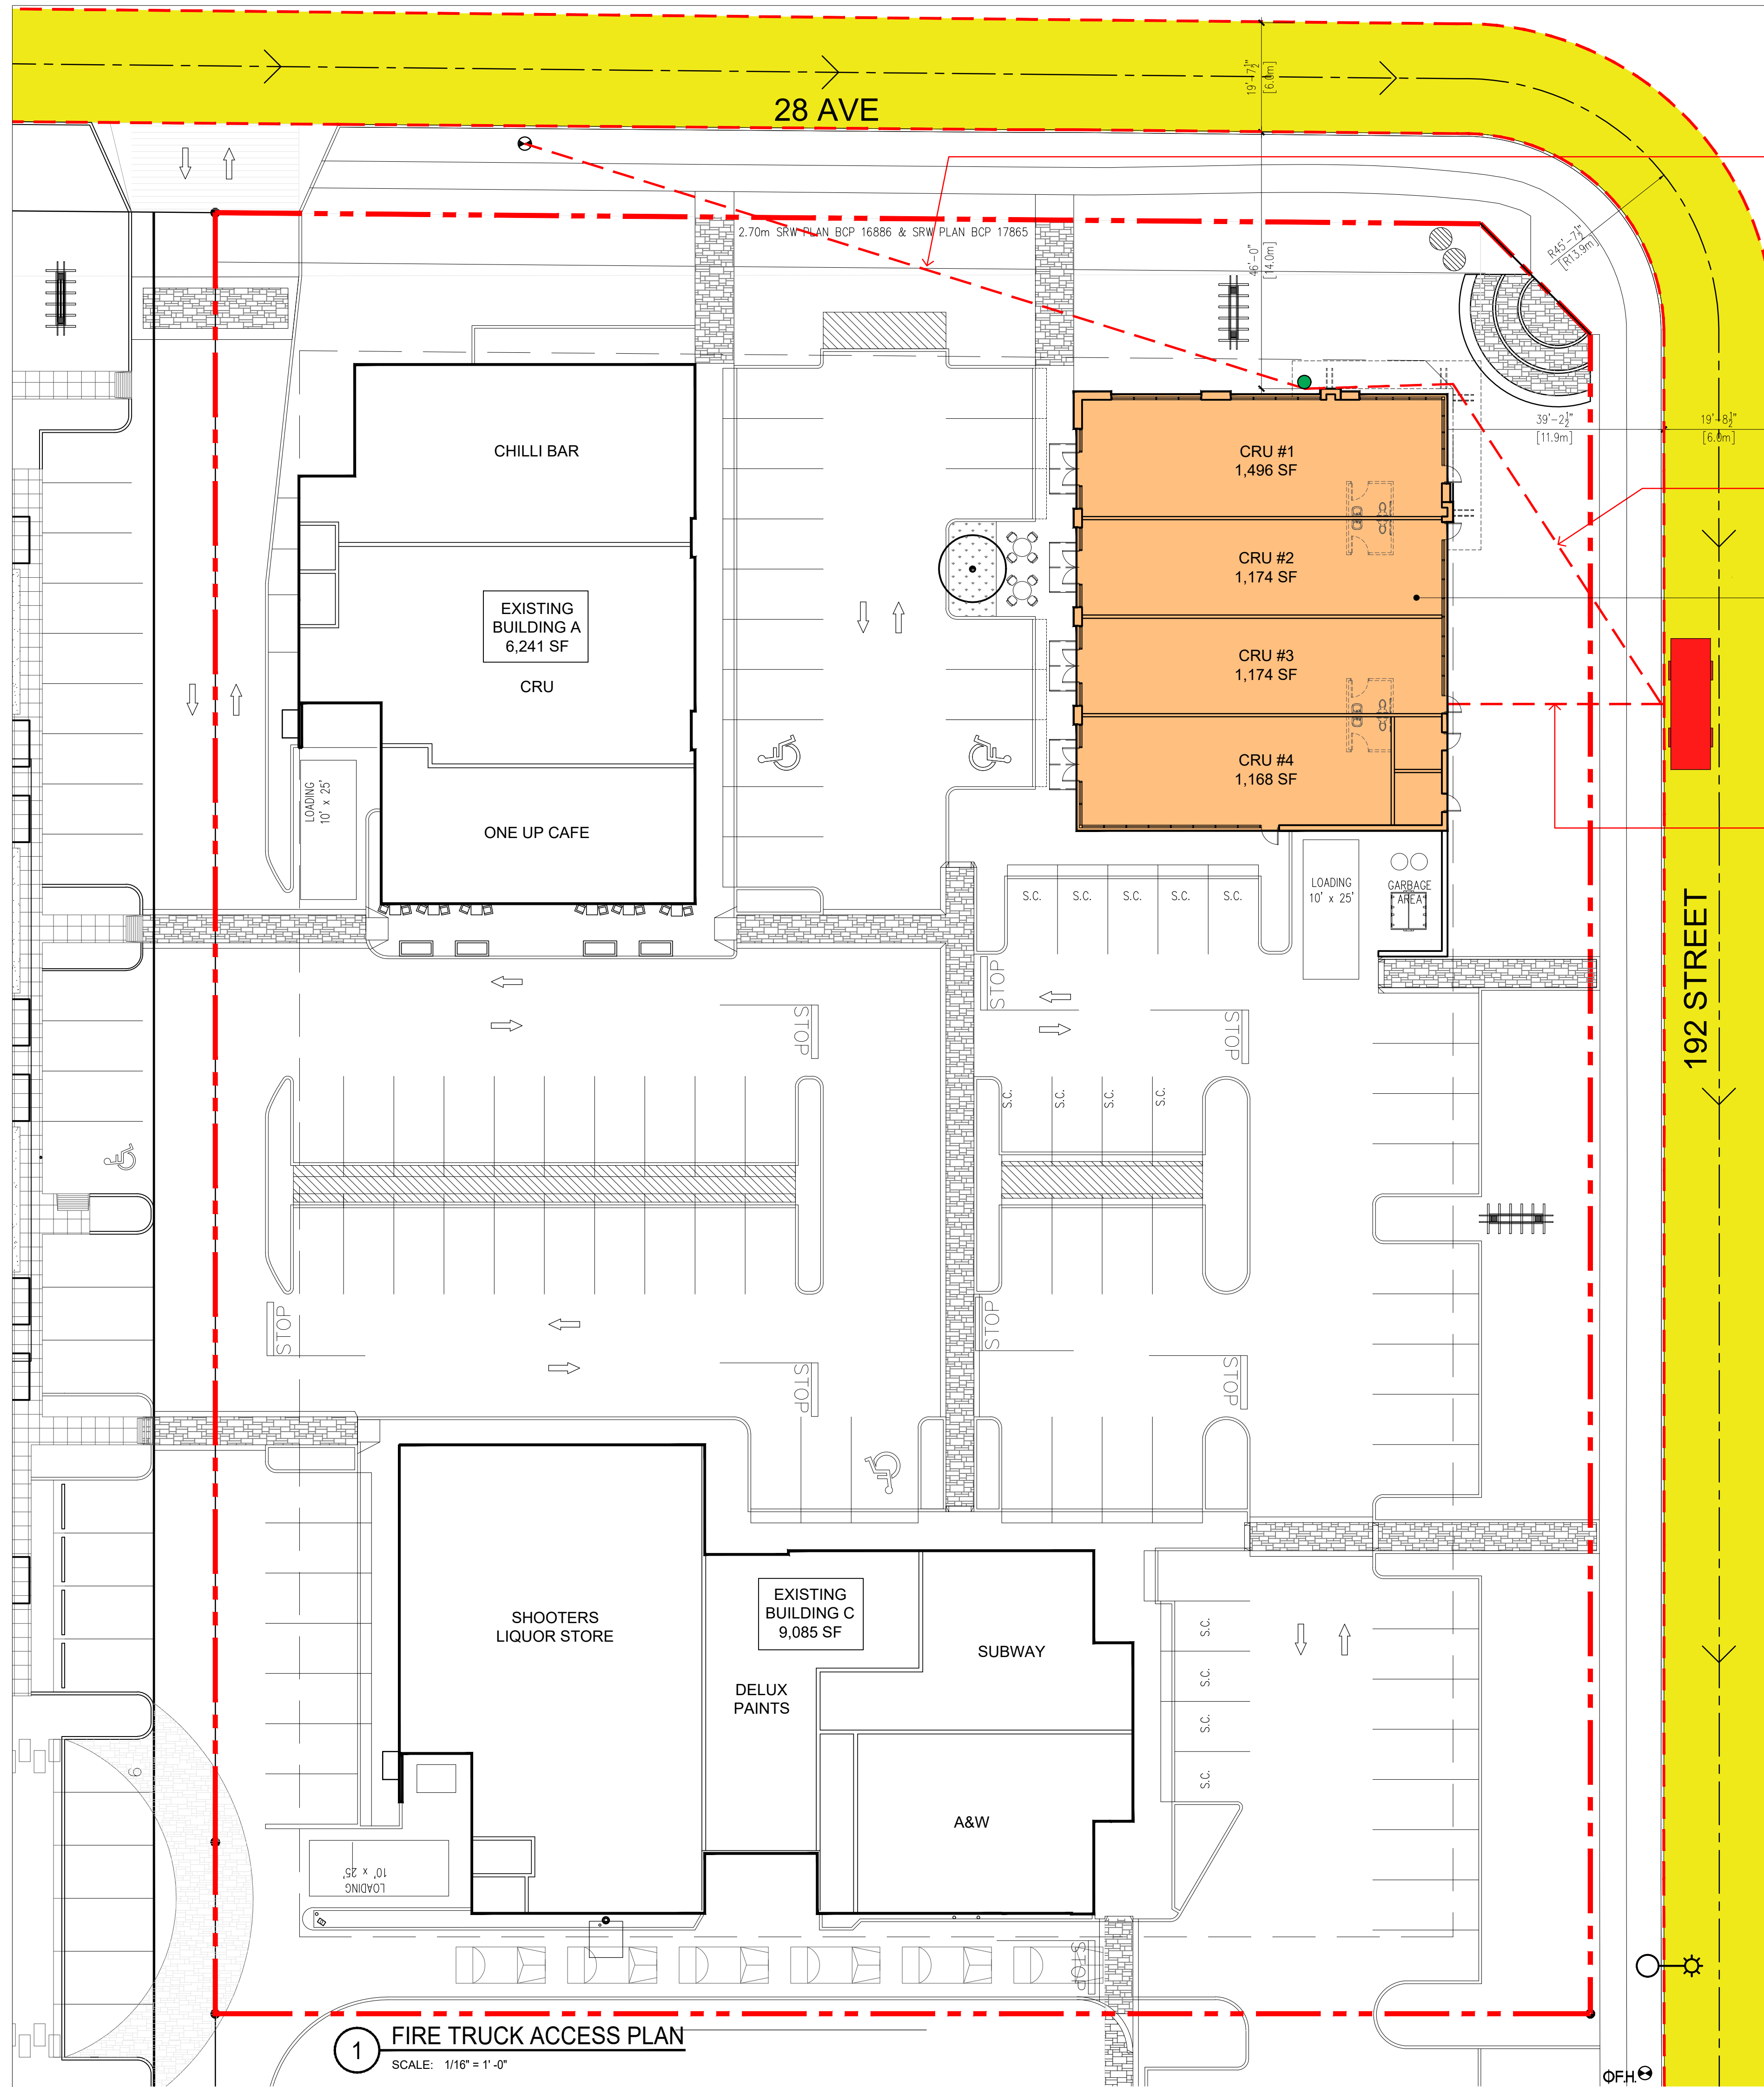 28 AVE
19'-7½"
[6.0m]
2.70m SRW PLAN BCP 16886 & SRW PLAN BCP 17865
46'-0"
[14.0m]
R45'-7½"
[R13.9m]
39'-2½"
[11.9m]
19'-8½"
[6.0m]
CHILLI BAR
EXISTING
BUILDING A
6,241 SF
CRU
ONE UP CAFE
LOADING
10' x 25'
CRU #1
1,496 SF
CRU #2
1,174 SF
CRU #3
1,174 SF
CRU #4
1,168 SF
S.C.
S.C.
S.C.
S.C.
S.C.
LOADING
10' x 25'
GARBAGE
AREA
192 STREET
STOP
STOP
STOP
S.C.
S.C.
S.C.
S.C.
STOP
STOP
STOP
STOP
SHOOTERS
LIQUOR STORE
EXISTING
BUILDING C
9,085 SF
DELUX
PAINTS
SUBWAY
A&W
S.C.
S.C.
S.C.
S.C.
6
LOADING
10' x 25'
STOP
1
FIRE TRUCK ACCESS PLAN
SCALE: 1/16" = 1'-0"
F.H.